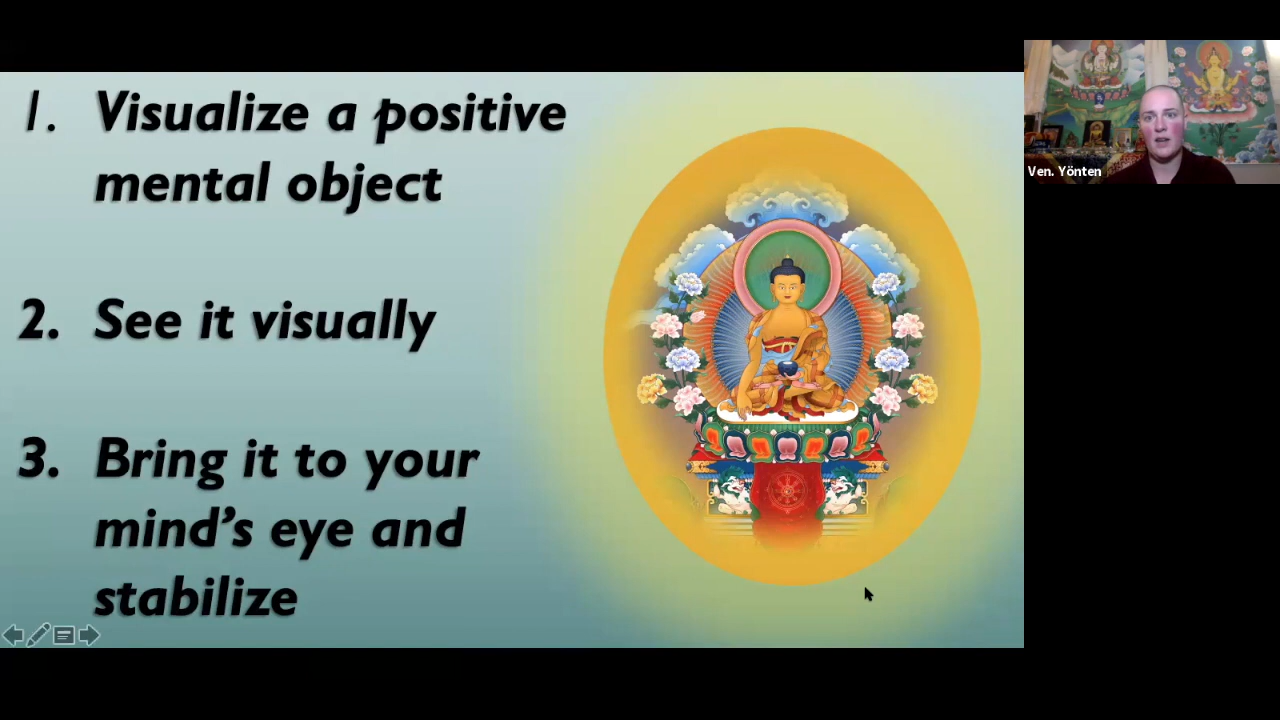 1. Visualize a positive
mental object
2. See it visually
3. Bring it to your
mind’s eye and
stabilize
Ven. Yönten